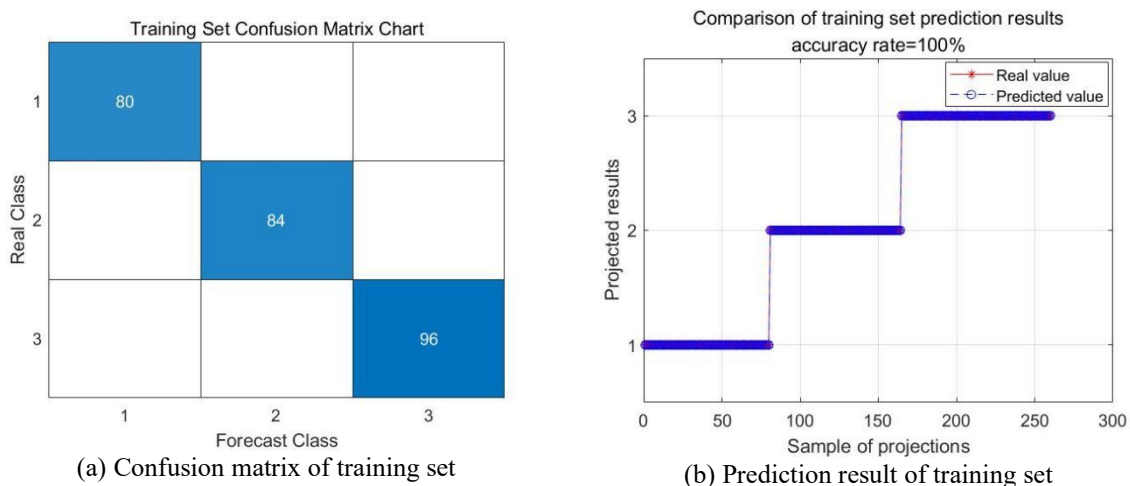 Training Set Confusion Matrix Chart
1
80
2
84
3
96
Real Class
1 2 3
Forecast Class
(a) Confusion matrix of training set
Comparison of training set prediction results
accuracy rate=100%
Real value
Predicted value
3
2
1
Projected results
0 50 100 150 200 250 300
Sample of projections
(b) Prediction result of training set